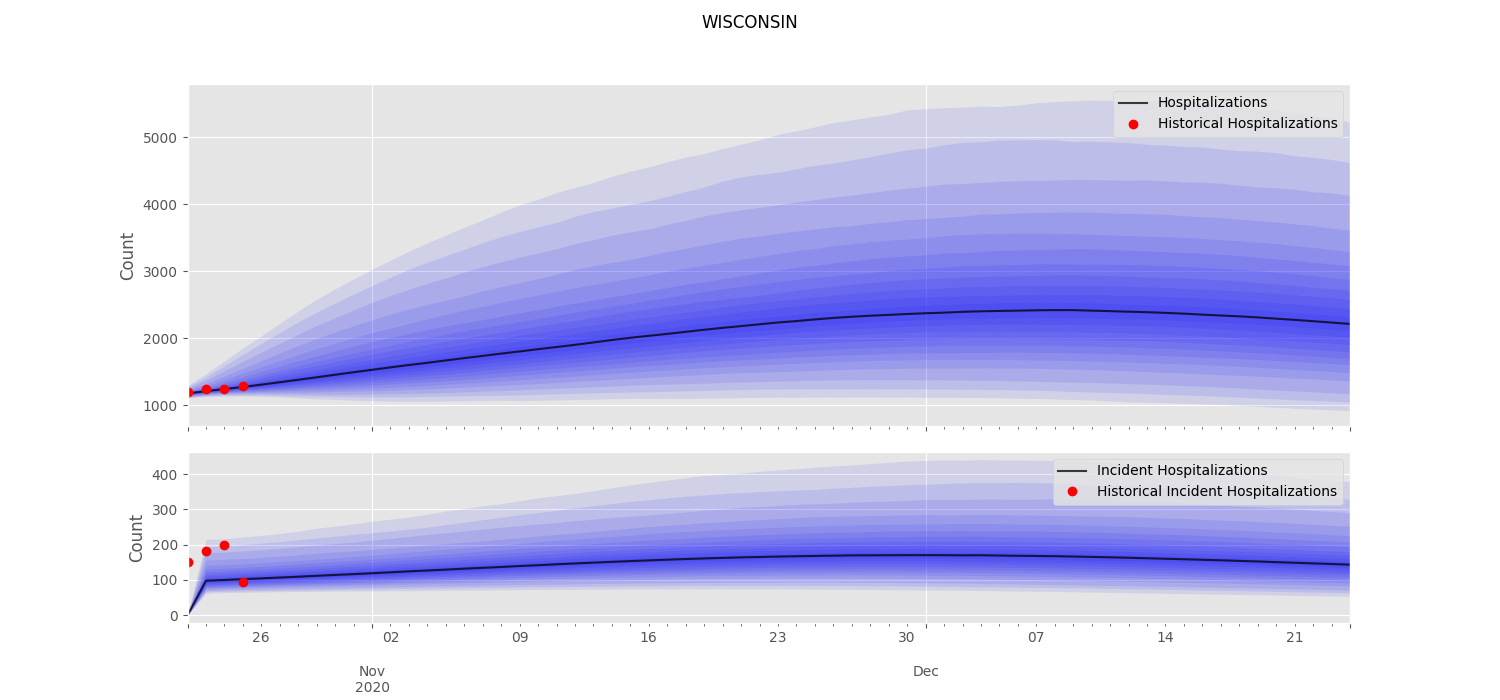 WISCONSIN
Hospitalizations
Historical Hospitalizations
5000
4000
3000
2000
1000
Count
Incident Hospitalizations
Historical Incident Hospitalizations
400
300
200
100
0
Count
26 02 09 16 23 30 07 14 21
Nov Dec
2020